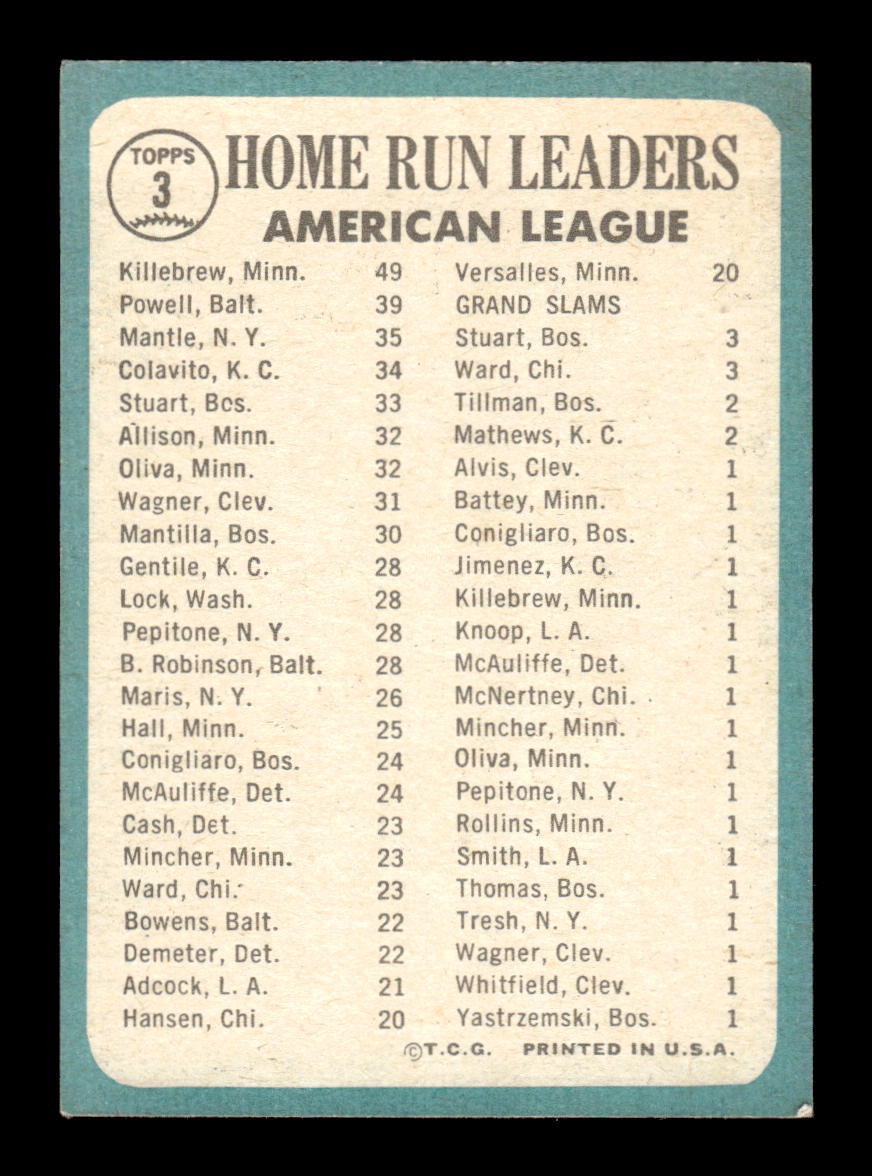 TOPPS
3
HOME RUN LEADERS
AMERICAN LEAGUE
Killebrew, Minn. 49
Powell, Balt. 39
Mantle, N. Y. 35
Colavito, K. C. 34
Stuart, Bos. 33
Allison, Minn. 32
Oliva, Minn. 32
Wagner, Clev. 31
Mantilla, Bos. 30
Gentile, K. C. 28
Lock, Wash. 28
Pepitone, N. Y. 28
B. Robinson, Balt. 28
Maris, N. Y. 26
Hall, Minn. 25
Conigliaro, Bos. 24
McAuliffe, Det. 24
Cash, Det. 23
Mincher, Minn. 23
Ward, Chi. 23
Bowens, Balt. 22
Demeter, Det. 22
Adcock, L. A. 21
Hansen, Chi. 20
Versalles, Minn. 20
GRAND SLAMS
Stuart, Bos. 3
Ward, Chi. 3
Tillman, Bos. 2
Mathews, K. C. 2
Alvis, Clev. 1
Battey, Minn. 1
Conigliaro, Bos. 1
Jimenez, K. C. 1
Killebrew, Minn. 1
Knoop, L. A. 1
McAuliffe, Det. 1
McNertney, Chi. 1
Mincher, Minn. 1
Oliva, Minn. 1
Pepitone, N. Y. 1
Rollins, Minn. 1
Smith, L. A. 1
Thomas, Bos. 1
Tresh, N. Y. 1
Wagner, Clev. 1
Whitfield, Clev. 1
Yastrzemski, Bos. 1
©T.C.G. PRINTED IN U.S.A.